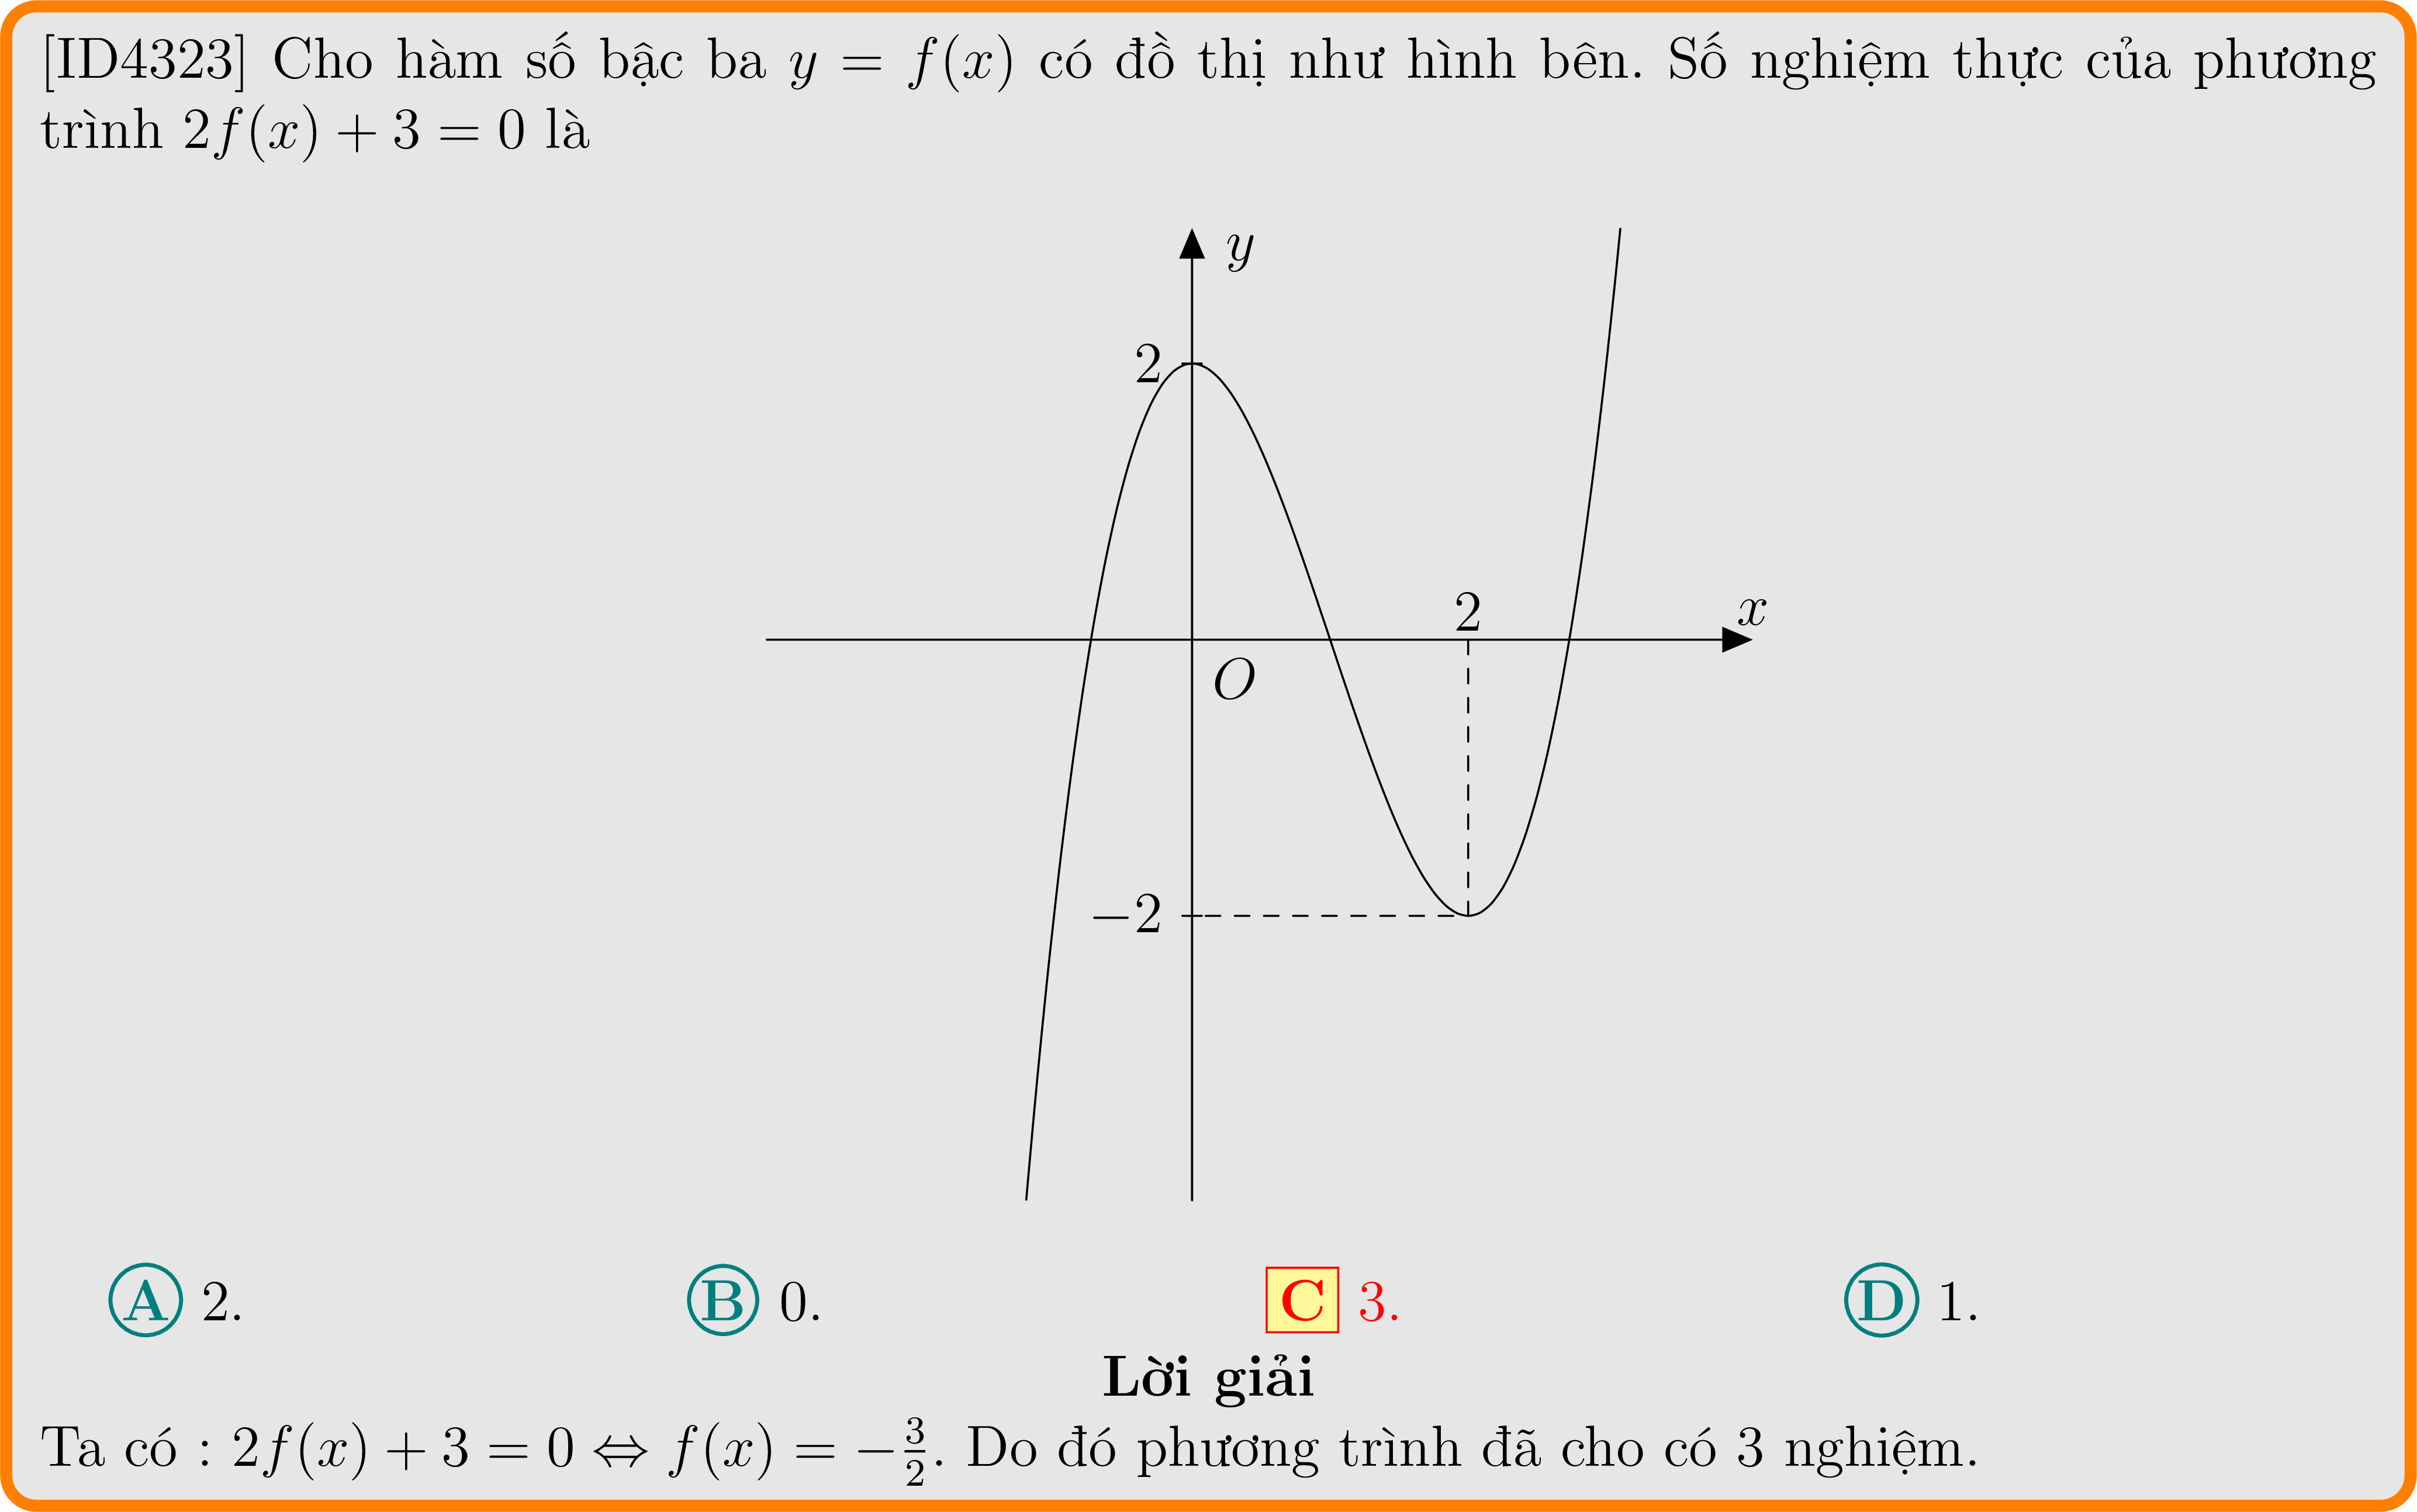 [ID4323] Cho hàm số bậc ba y = f(x) có đồ thị như hình bên. Số nghiệm thực của phương
trình 2f(x) + 3 = 0 là
y
2
2
x
O
−2
A 2.
B 0.
C 3.
D 1.
Lời giải
Ta có : 2f(x) + 3 = 0 ⇔ f(x) = −3/2. Do đó phương trình đã cho có 3 nghiệm.